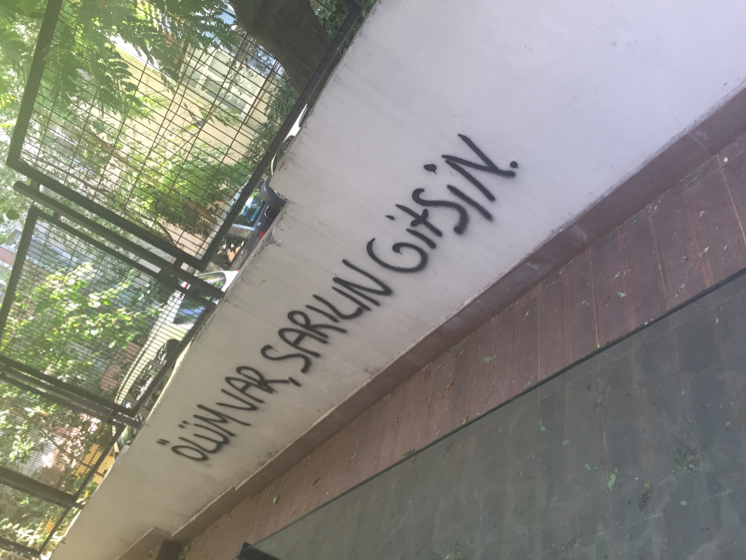 ÖLÜM VAR, SARILIN GİTSİN.